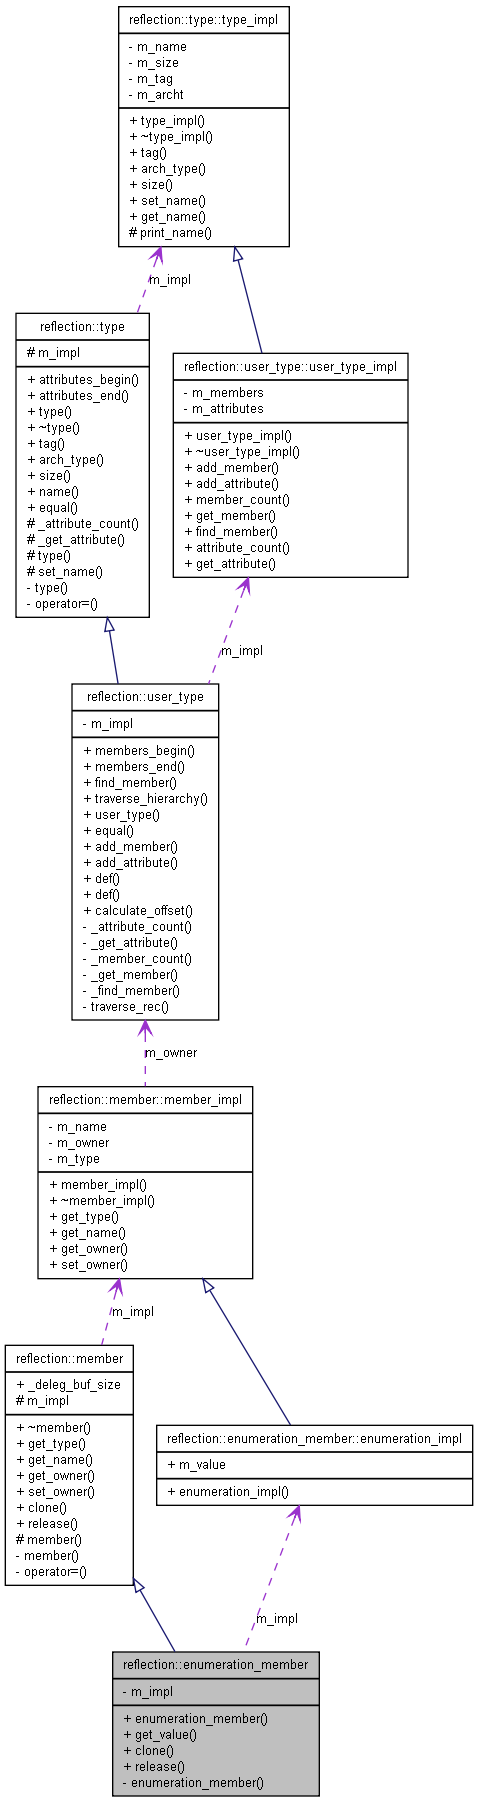 reflection::type::type_impl
- m_name
- m_size
- m_tag
- m_archt
+ type_impl()
+ ~type_impl()
+ tag()
+ arch_type()
+ size()
+ set_name()
+ get_name()
# print_name()
m_impl
reflection::type
# m_impl
+ attributes_begin()
+ attributes_end()
+ type()
+ ~type()
+ tag()
+ arch_type()
+ size()
+ name()
+ equal()
# _attribute_count()
# _get_attribute()
# type()
# set_name()
- type()
- operator=()
reflection::user_type::user_type_impl
- m_members
- m_attributes
+ user_type_impl()
+ ~user_type_impl()
+ add_member()
+ add_attribute()
+ member_count()
+ get_member()
+ find_member()
+ attribute_count()
+ get_attribute()
m_impl
reflection::user_type
- m_impl
+ members_begin()
+ members_end()
+ find_member()
+ traverse_hierarchy()
+ user_type()
+ equal()
+ add_member()
+ add_attribute()
+ def()
+ def()
+ calculate_offset()
- _attribute_count()
- _get_attribute()
- _member_count()
- _get_member()
- _find_member()
- traverse_rec()
m_owner
reflection::member::member_impl
- m_name
- m_owner
- m_type
+ member_impl()
+ ~member_impl()
+ get_type()
+ get_name()
+ get_owner()
+ set_owner()
m_impl
reflection::member
+ _deleg_buf_size
# m_impl
+ ~member()
+ get_type()
+ get_name()
+ get_owner()
+ set_owner()
+ clone()
+ release()
# member()
- member()
- operator=()
reflection::enumeration_member::enumeration_impl
+ m_value
+ enumeration_impl()
m_impl
reflection::enumeration_member
- m_impl
+ enumeration_member()
+ get_value()
+ clone()
+ release()
- enumeration_member()